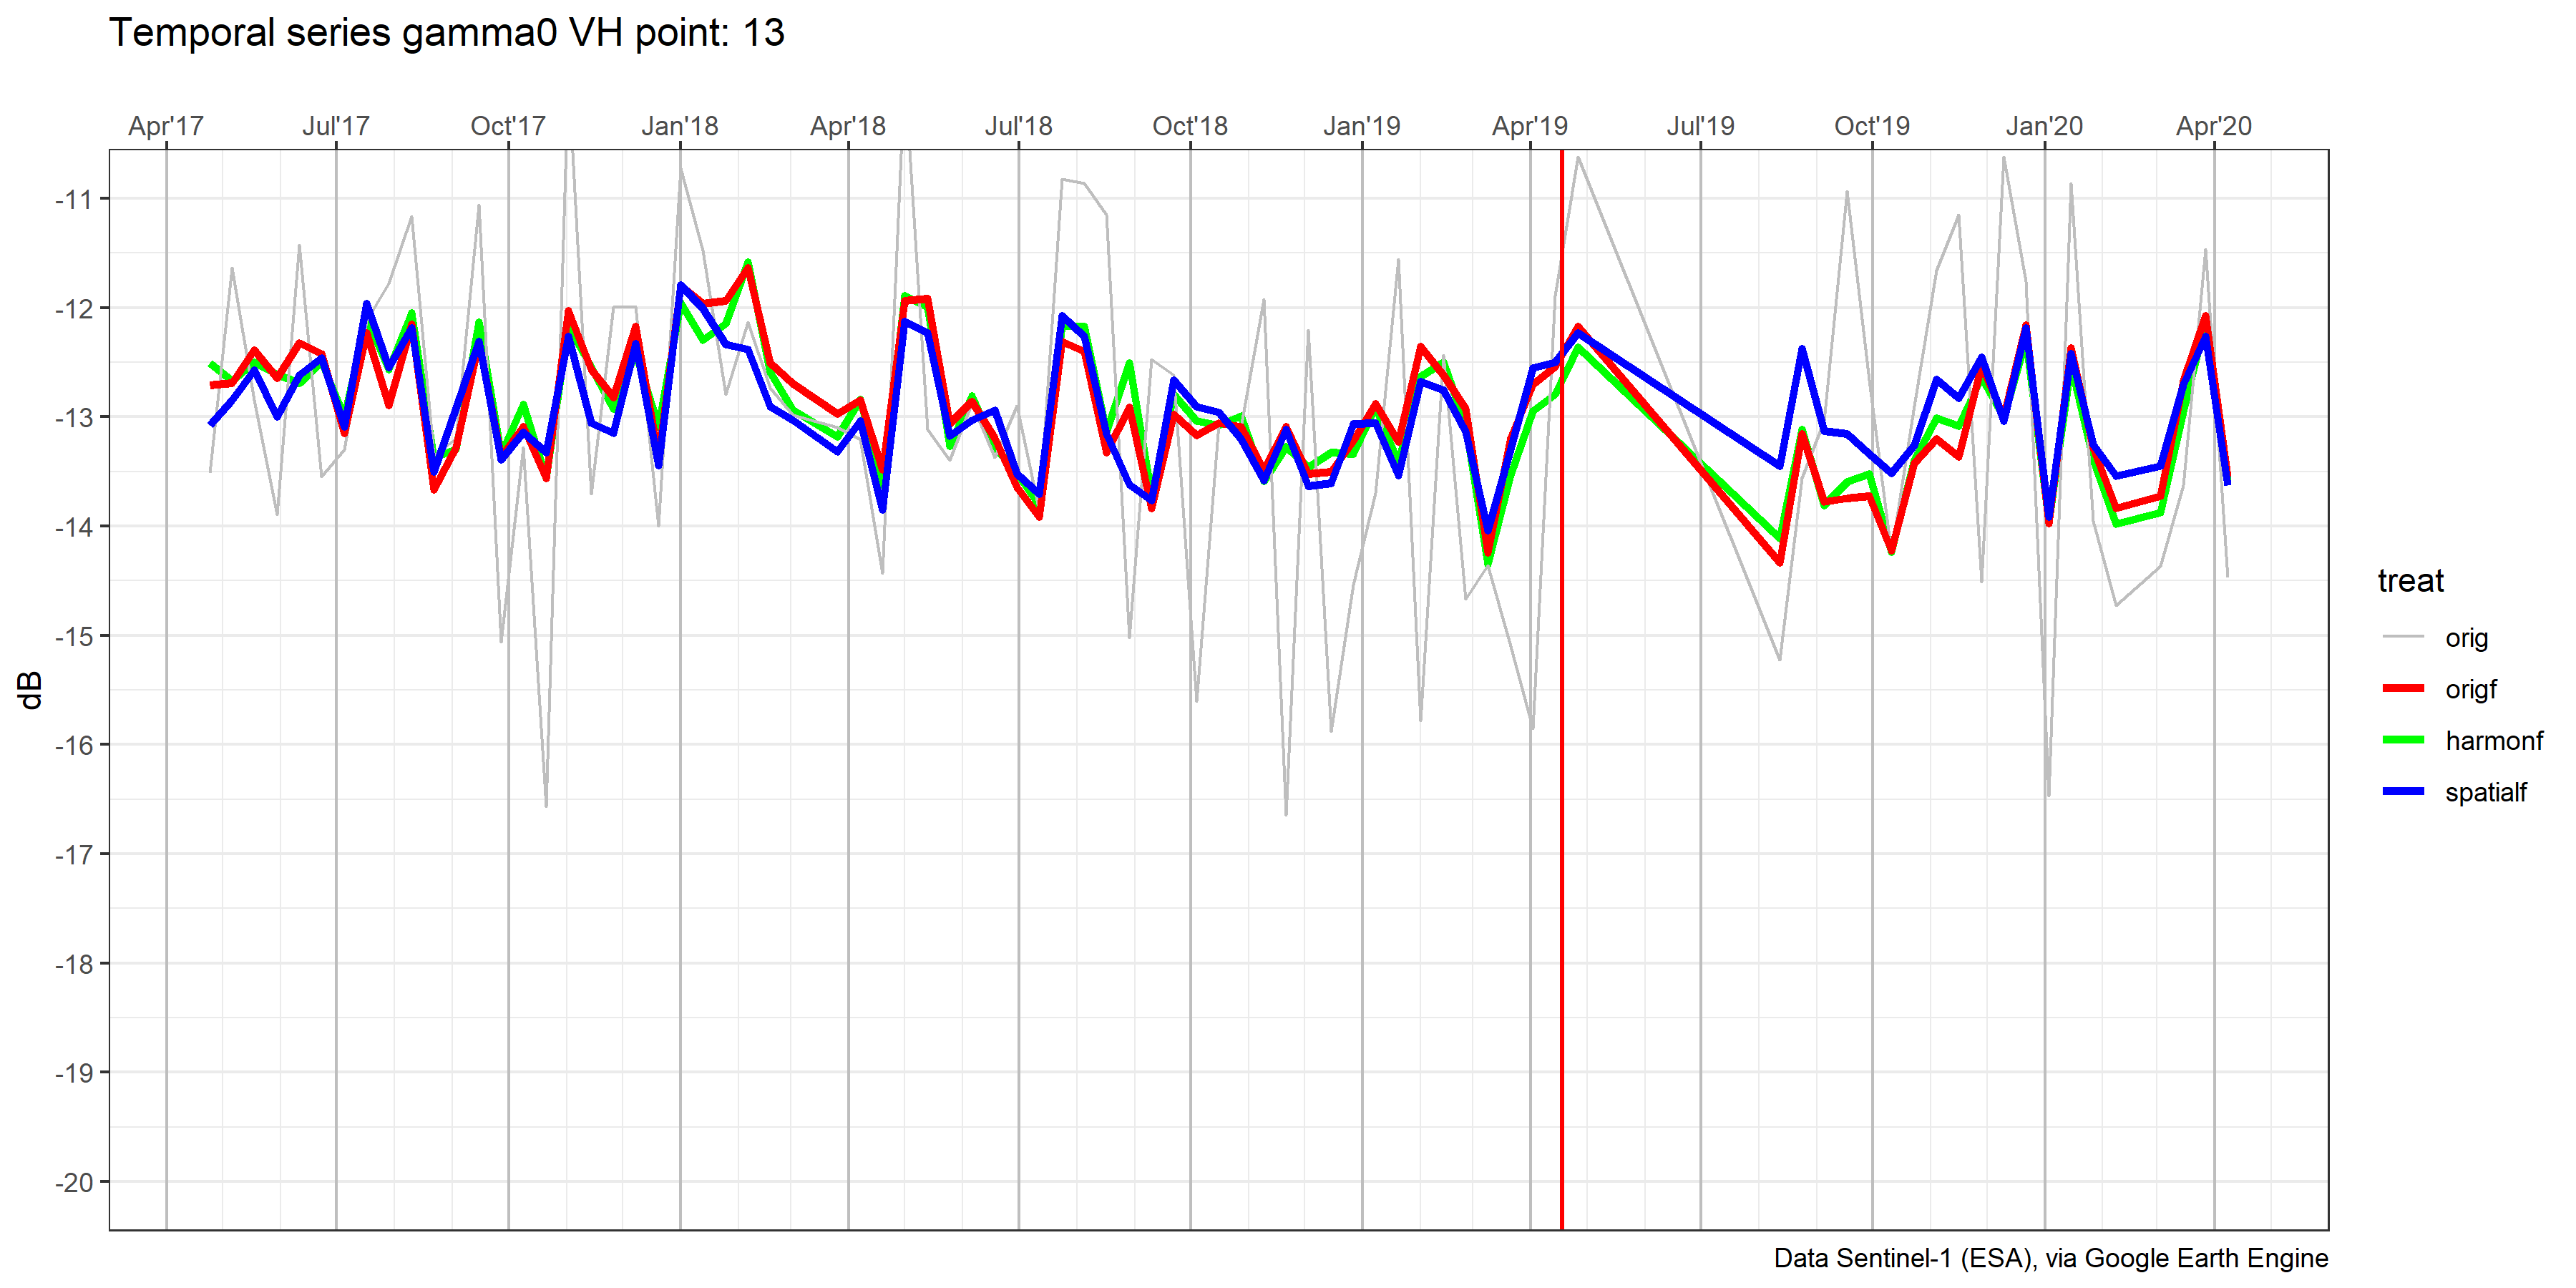 Temporal series gamma0 VH point: 13
Apr'17 Jul'17 Oct'17 Jan'18 Apr'18 Jul'18 Oct'18 Jan'19 Apr'19 Jul'19 Oct'19 Jan'20 Apr'20
-11
-12
-13
-14
-15
-16
-17
-18
-19
-20
dB
treat
orig
origf
harmonf
spatialf
Data Sentinel-1 (ESA), via Google Earth Engine